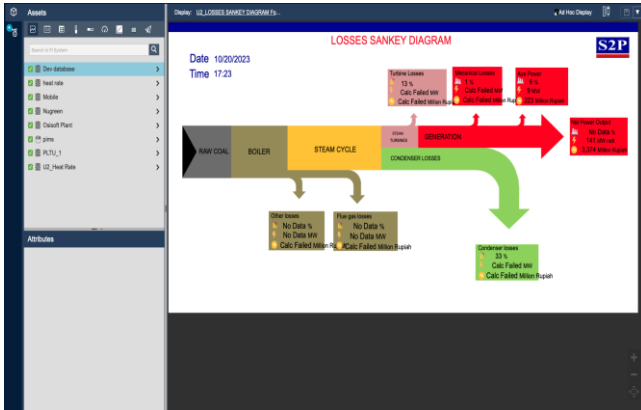 Assets
Display: U2_LOSSES SANKEY DIAGRAM Fo...
Ad Hoc Display
Search in PI System
Dev database
heat rate
Mobile
Nugreen
Osisoft Plant
pims
PLTU_1
U2_Heat Rate
Attributes
LOSSES SANKEY DIAGRAM
S2P
Date 10/20/2023
Time 17:23
Turbine Losses
13 %
Calc Failed MW
Calc Failed Million Rupiah
Mecanical Losses
1 %
Calc Failed MW
Calc Failed Million Rupiah
Aux Power
6 %
9 MW
223 Million Rupiah
Net Power Output
No Data %
141 MW nett
3,374 Million Rupiah
RAW COAL
BOILER
STEAM CYCLE
STEAM
TURBINES
GENERATION
CONDENSER LOSSES
Other losses
No Data %
No Data MW
Calc Failed Million Rupiah
Flue gas losses
No Data %
No Data MW
Calc Failed Million Rupiah
Condenser losses
33 %
Calc Failed MW
Calc Failed Million Rupiah